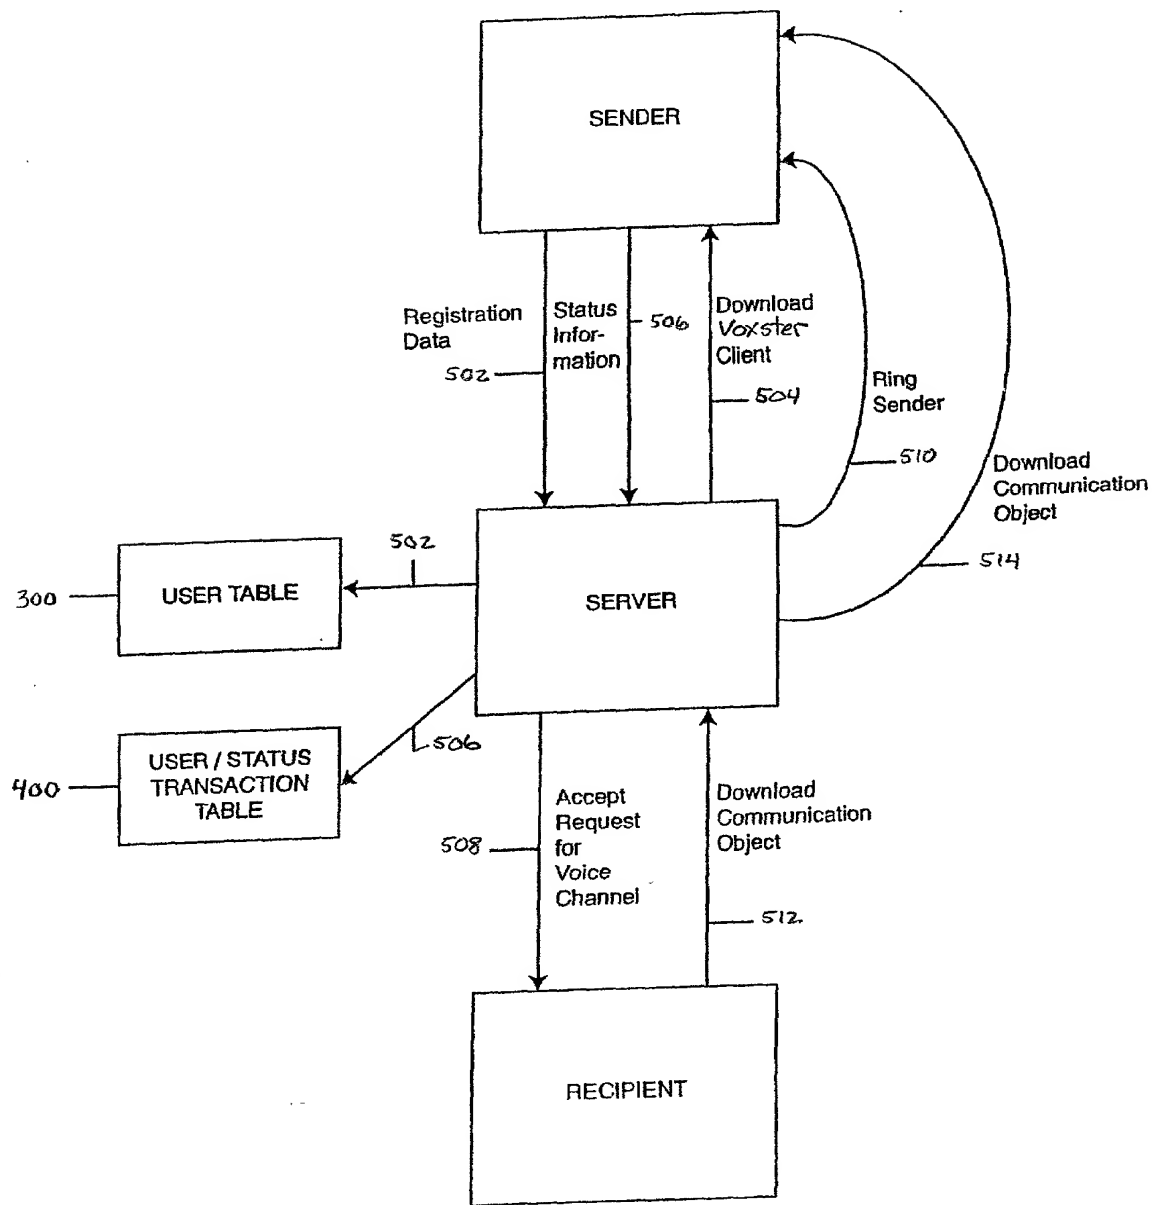 SENDER
Registration
Data
502
Status
Infor-
mation
506
Download
Voxster
Client
504
Ring
Sender
510
Download
Communication
Object
514
300
USER TABLE
502
SERVER
400
USER / STATUS
TRANSACTION
TABLE
506
508
Accept
Request
for
Voice
Channel
Download
Communication
Object
512
RECIPIENT